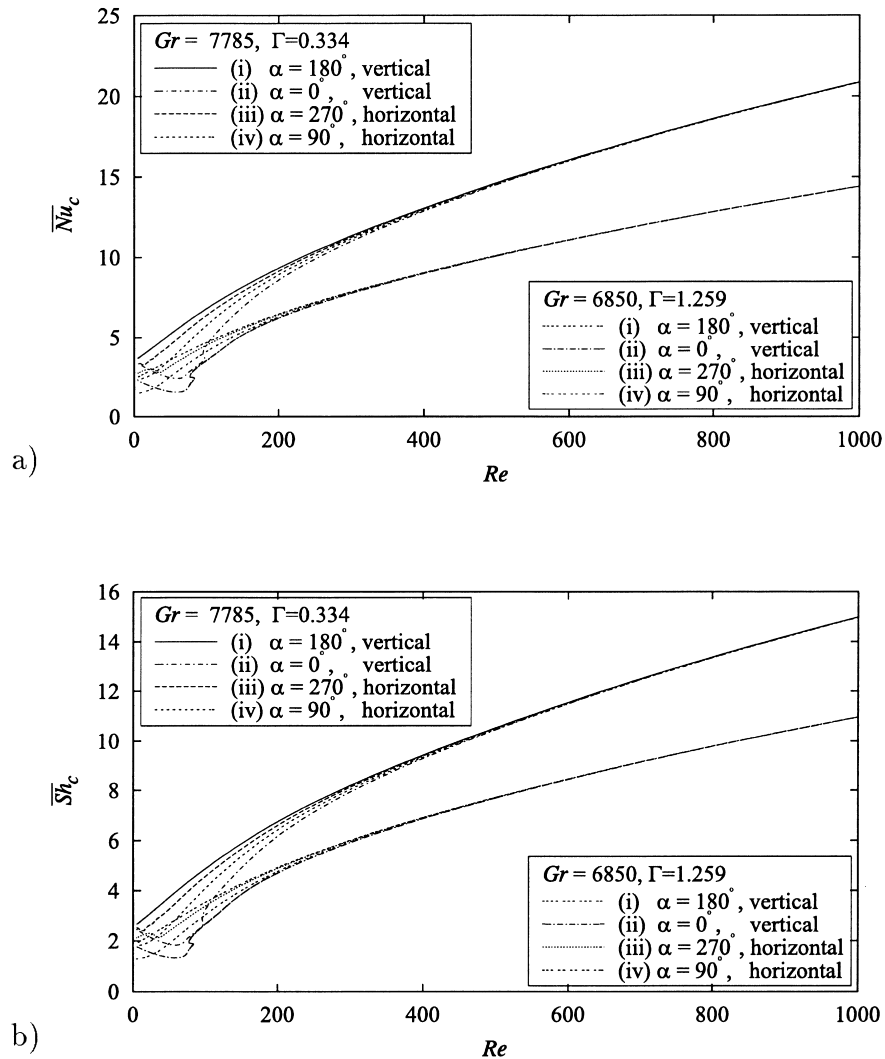 25
20
15
10
5
0
0 200 400 600 800 1000
Nu_c
Re
Gr = 7785, Γ=0.334
(i) α = 180°, vertical
(ii) α = 0°, vertical
(iii) α = 270°, horizontal
(iv) α = 90°, horizontal
Gr = 6850, Γ=1.259
(i) α = 180°, vertical
(ii) α = 0°, vertical
(iii) α = 270°, horizontal
(iv) α = 90°, horizontal
a)
16
14
12
10
8
6
4
2
0
0 200 400 600 800 1000
Sh_c
Re
Gr = 7785, Γ=0.334
(i) α = 180°, vertical
(ii) α = 0°, vertical
(iii) α = 270°, horizontal
(iv) α = 90°, horizontal
Gr = 6850, Γ=1.259
(i) α = 180°, vertical
(ii) α = 0°, vertical
(iii) α = 270°, horizontal
(iv) α = 90°, horizontal
b)